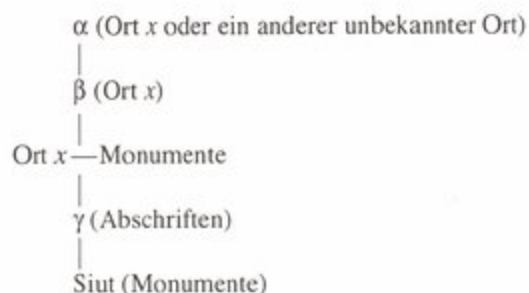 α (Ort x oder ein anderer unbekannter Ort)
β (Ort x)
Ort x—Monumente
γ (Abschriften)
Siut (Monumente)